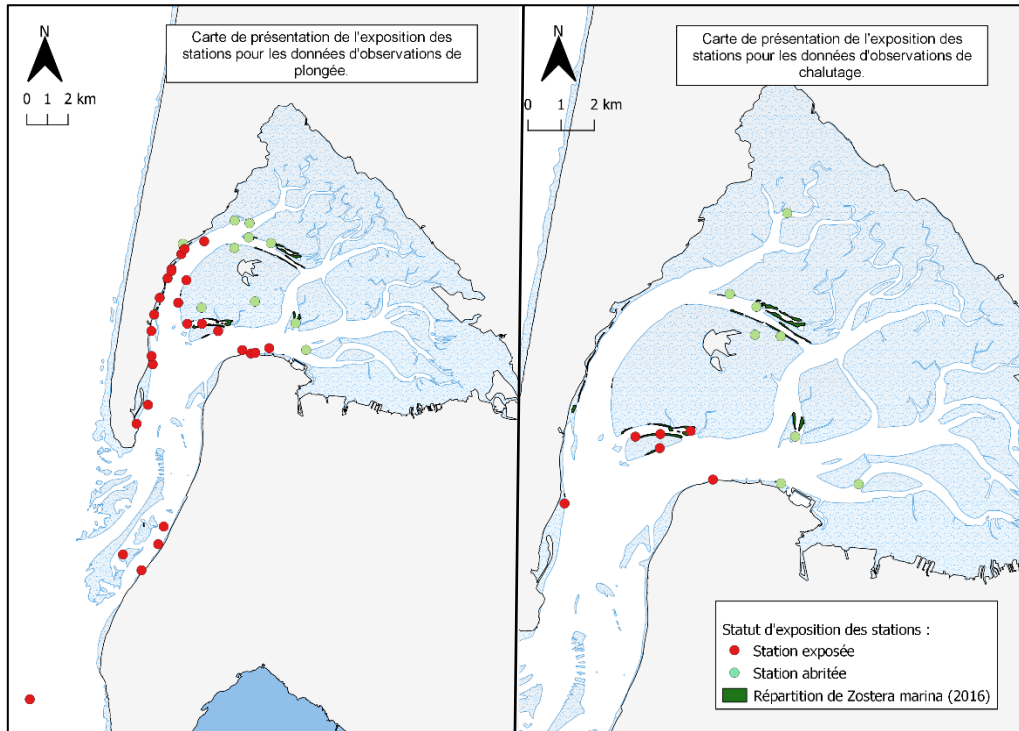 Carte de présentation de l'exposition des
stations pour les données d'observations de
plongée.
N
0 1 2 km
Carte de présentation de l'exposition des
stations pour les données d'observations de
chalutage.
N
0 1 2 km
Statut d'exposition des stations :
Station exposée
Station abritée
Répartition de Zostera marina (2016)